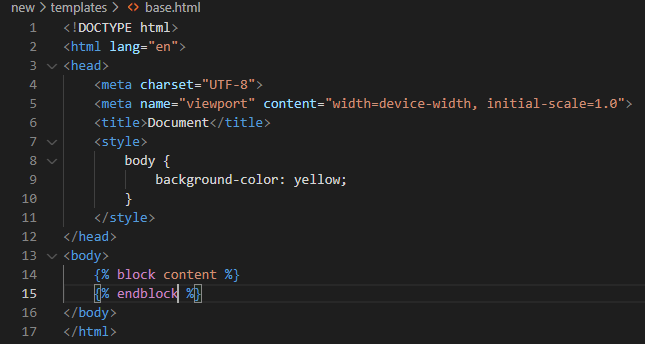 new > templates > <> base.html
1 <!DOCTYPE html>
2 <html lang="en">
3 <head>
4     <meta charset="UTF-8">
5     <meta name="viewport" content="width=device-width, initial-scale=1.0">
6     <title>Document</title>
7     <style>
8         body {
9             background-color: yellow;
10         }
11     </style>
12 </head>
13 <body>
14     {% block content %}
15     {% endblock %}
16 </body>
17 </html>